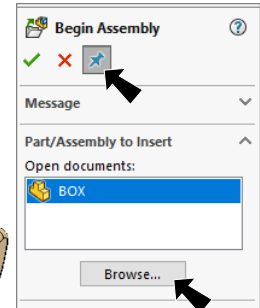 Begin Assembly
?
Message
Part/Assembly to Insert
Open documents:
BOX
Browse...